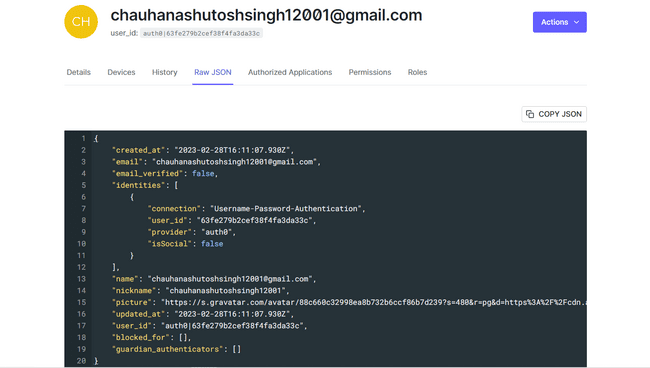 CH
chauhanashutoshsingh12001@gmail.com
user_id: auth0|63fe279b2cef38f4fa3da33c
Actions
Details Devices History Raw JSON Authorized Applications Permissions Roles
COPY JSON
1 {
2 "created_at": "2023-02-28T16:11:07.930Z",
3 "email": "chauhanashutoshsingh12001@gmail.com",
4 "email_verified": false,
5 "identities": [
6 {
7 "connection": "Username-Password-Authentication",
8 "user_id": "63fe279b2cef38f4fa3da33c",
9 "provider": "auth0",
10 "isSocial": false
11 }
12 ],
13 "name": "chauhanashutoshsingh12001@gmail.com",
14 "nickname": "chauhanashutoshsingh12001",
15 "picture": "https://s.gravatar.com/avatar/88c660c32998ea8b732b6ccf86b7d239?s=480&r=pg&d=https%3A%2F%2Fcdn.a
16 "updated_at": "2023-02-28T16:11:07.930Z",
17 "user_id": "auth0|63fe279b2cef38f4fa3da33c",
18 "blocked_for": [],
19 "guardian_authenticators": []
20 }